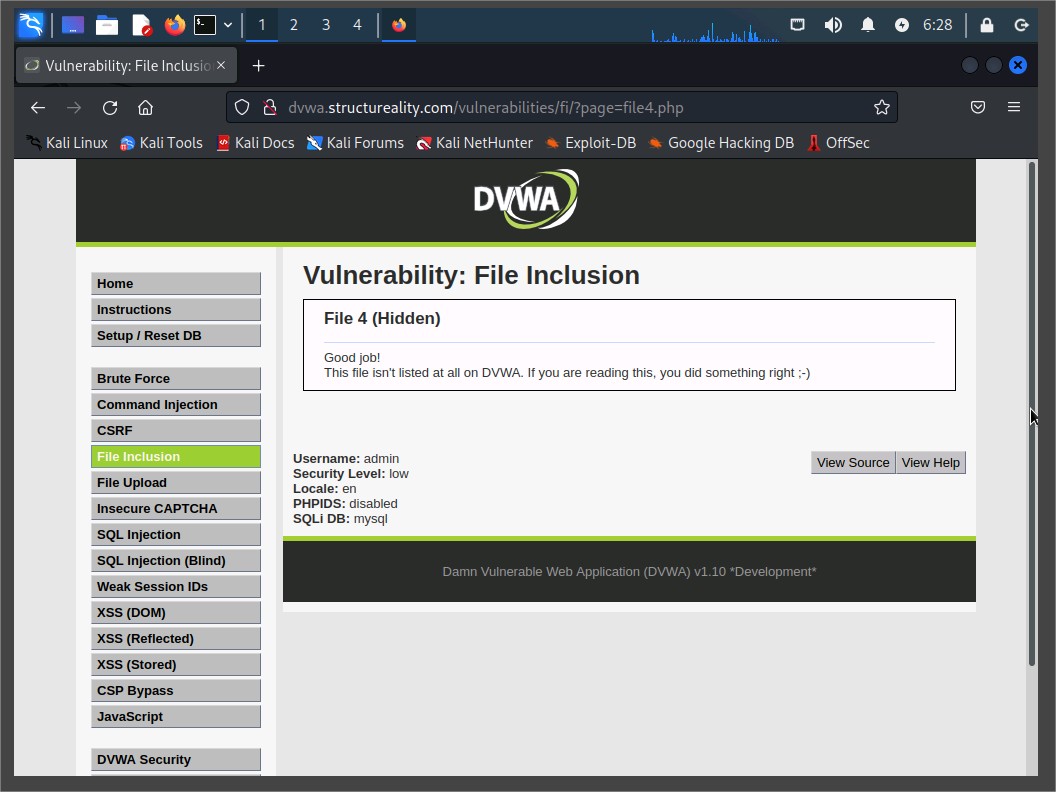 1 2 3 4 6:28
Vulnerability: File Inclusio
dvwa.structureality.com/vulnerabilities/fi/?page=file4.php
Kali Linux Kali Tools Kali Docs Kali Forums Kali NetHunter Exploit-DB Google Hacking DB OffSec
DVWA
Home
Instructions
Setup / Reset DB
Brute Force
Command Injection
CSRF
File Inclusion
File Upload
Insecure CAPTCHA
SQL Injection
SQL Injection (Blind)
Weak Session IDs
XSS (DOM)
XSS (Reflected)
XSS (Stored)
CSP Bypass
JavaScript
DVWA Security
Vulnerability: File Inclusion
File 4 (Hidden)
Good job!
This file isn't listed at all on DVWA. If you are reading this, you did something right ;-)
Username: admin
Security Level: low
Locale: en
PHPIDS: disabled
SQLi DB: mysql
View Source View Help
Damn Vulnerable Web Application (DVWA) v1.10 *Development*